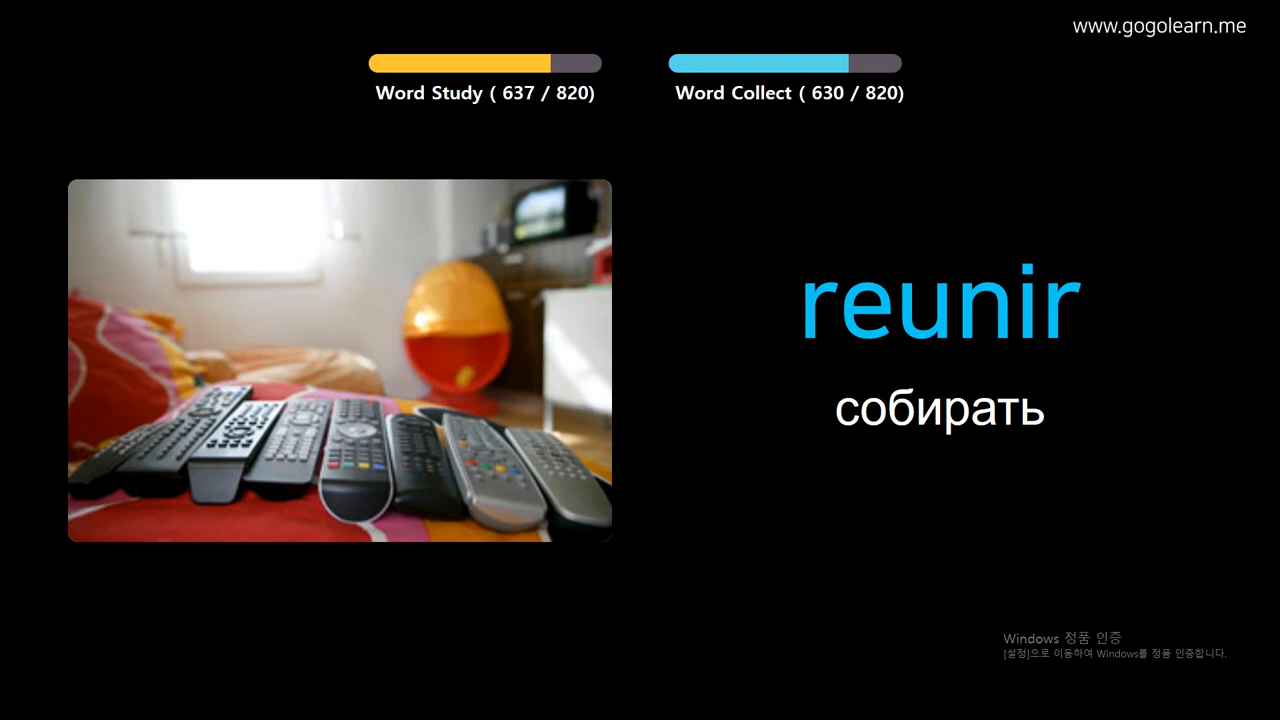 www.gogolearn.me
Word Study ( 637 / 820)
Word Collect ( 630 / 820)
reunir
собирать
Windows 정품 인증
[설정]으로 이동하여 Windows를 정품 인증합니다.